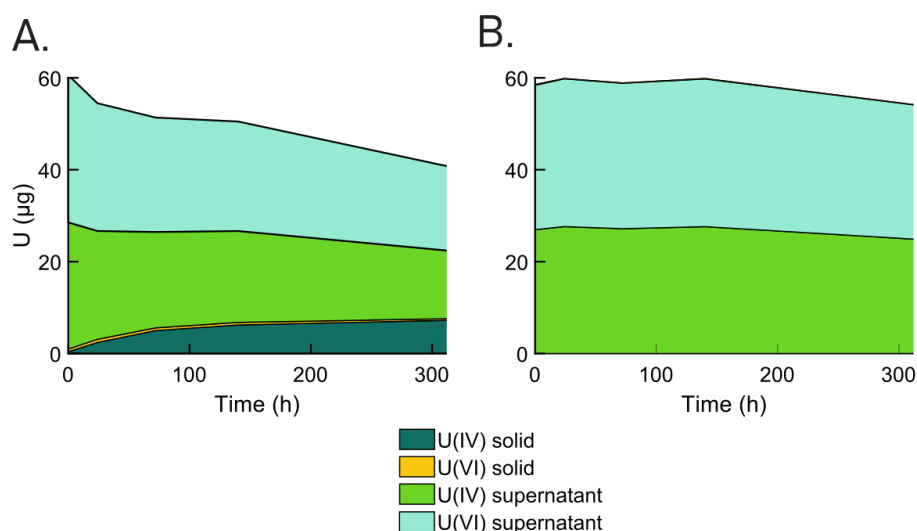 A.
B.
60
40
20
0
U (µg)
0 100 200 300
Time (h)
60
40
20
0
0 100 200 300
Time (h)
U(IV) solid
U(VI) solid
U(IV) supernatant
U(VI) supernatant